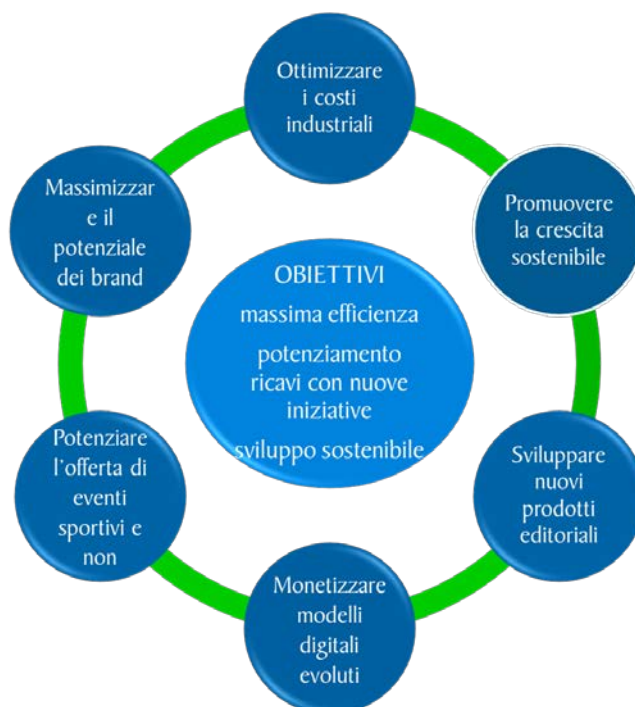 Ottimizzare
i costi
industriali
Promuovere
la crescita
sostenibile
Sviluppare
nuovi
prodotti
editoriali
Monetizzare
modelli
digitali
evoluti
Potenziare
l'offerta di
eventi
sportivi e
non
Massimizzar
e il
potenziale
dei brand
OBIETTIVI
massima efficienza
potenziamento
ricavi con nuove
iniziative
sviluppo sostenibile